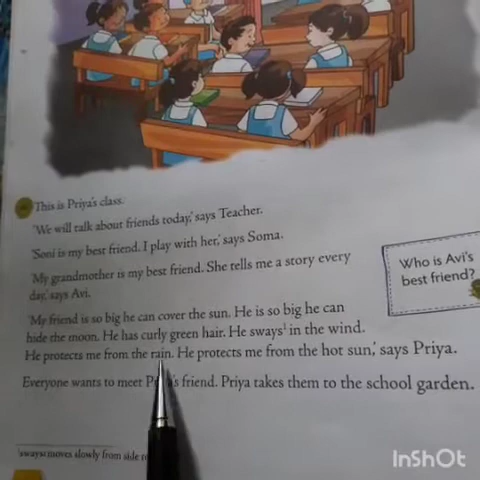 This is Priya's class.
'We will talk about friends today,' says Teacher.
'Soni is my best friend. I play with her,' says Soma.
'My grandmother is my best friend. She tells me a story every
day,' says Avi.
'My friend is so big he can cover the sun. He is so big he can
hide the moon. He has curly green hair. He sways¹ in the wind.
He protects me from the rain. He protects me from the hot sun,' says Priya.
Everyone wants to meet friend. Priya takes them to the school garden.
Who is Avi's
best friend?
¹sways: moves slowly from side
InShOt